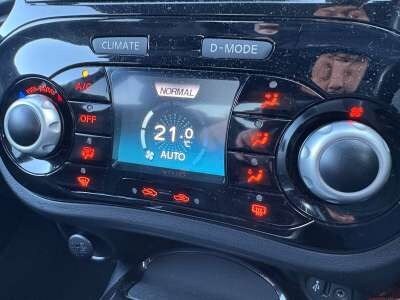 CLIMATE
D-MODE
A/C
NORMAL
OFF
21.0
°C
AUTO